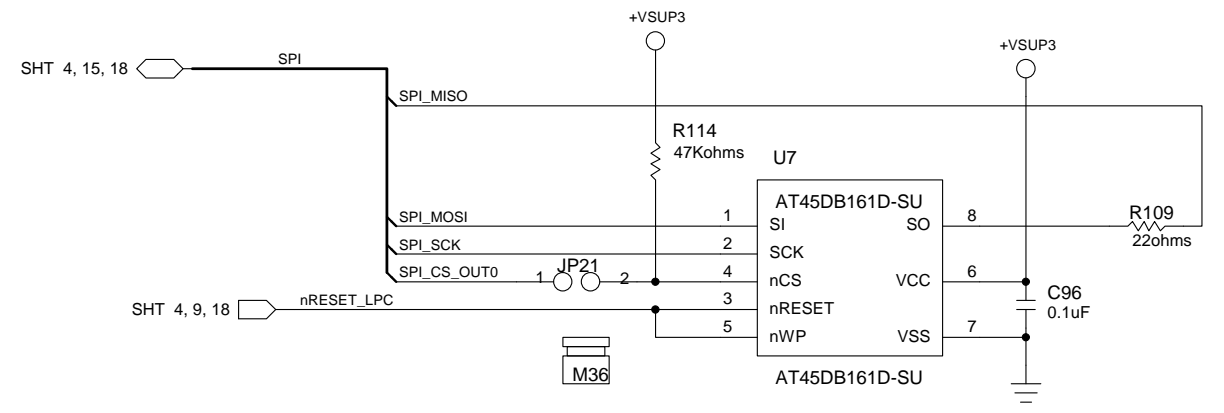 +VSUP3
+VSUP3
SHT 4, 15, 18
SPI
SPI_MISO
R114
47Kohms
U7
AT45DB161D-SU
SPI_MOSI
1
SI
SO
8
R109
22ohms
SPI_SCK
2
SCK
SPI_CS_OUT0
1
JP21
2
4
nCS
VCC
6
C96
0.1uF
SHT 4, 9, 18
nRESET_LPC
3
nRESET
5
nWP
VSS
7
M36
AT45DB161D-SU